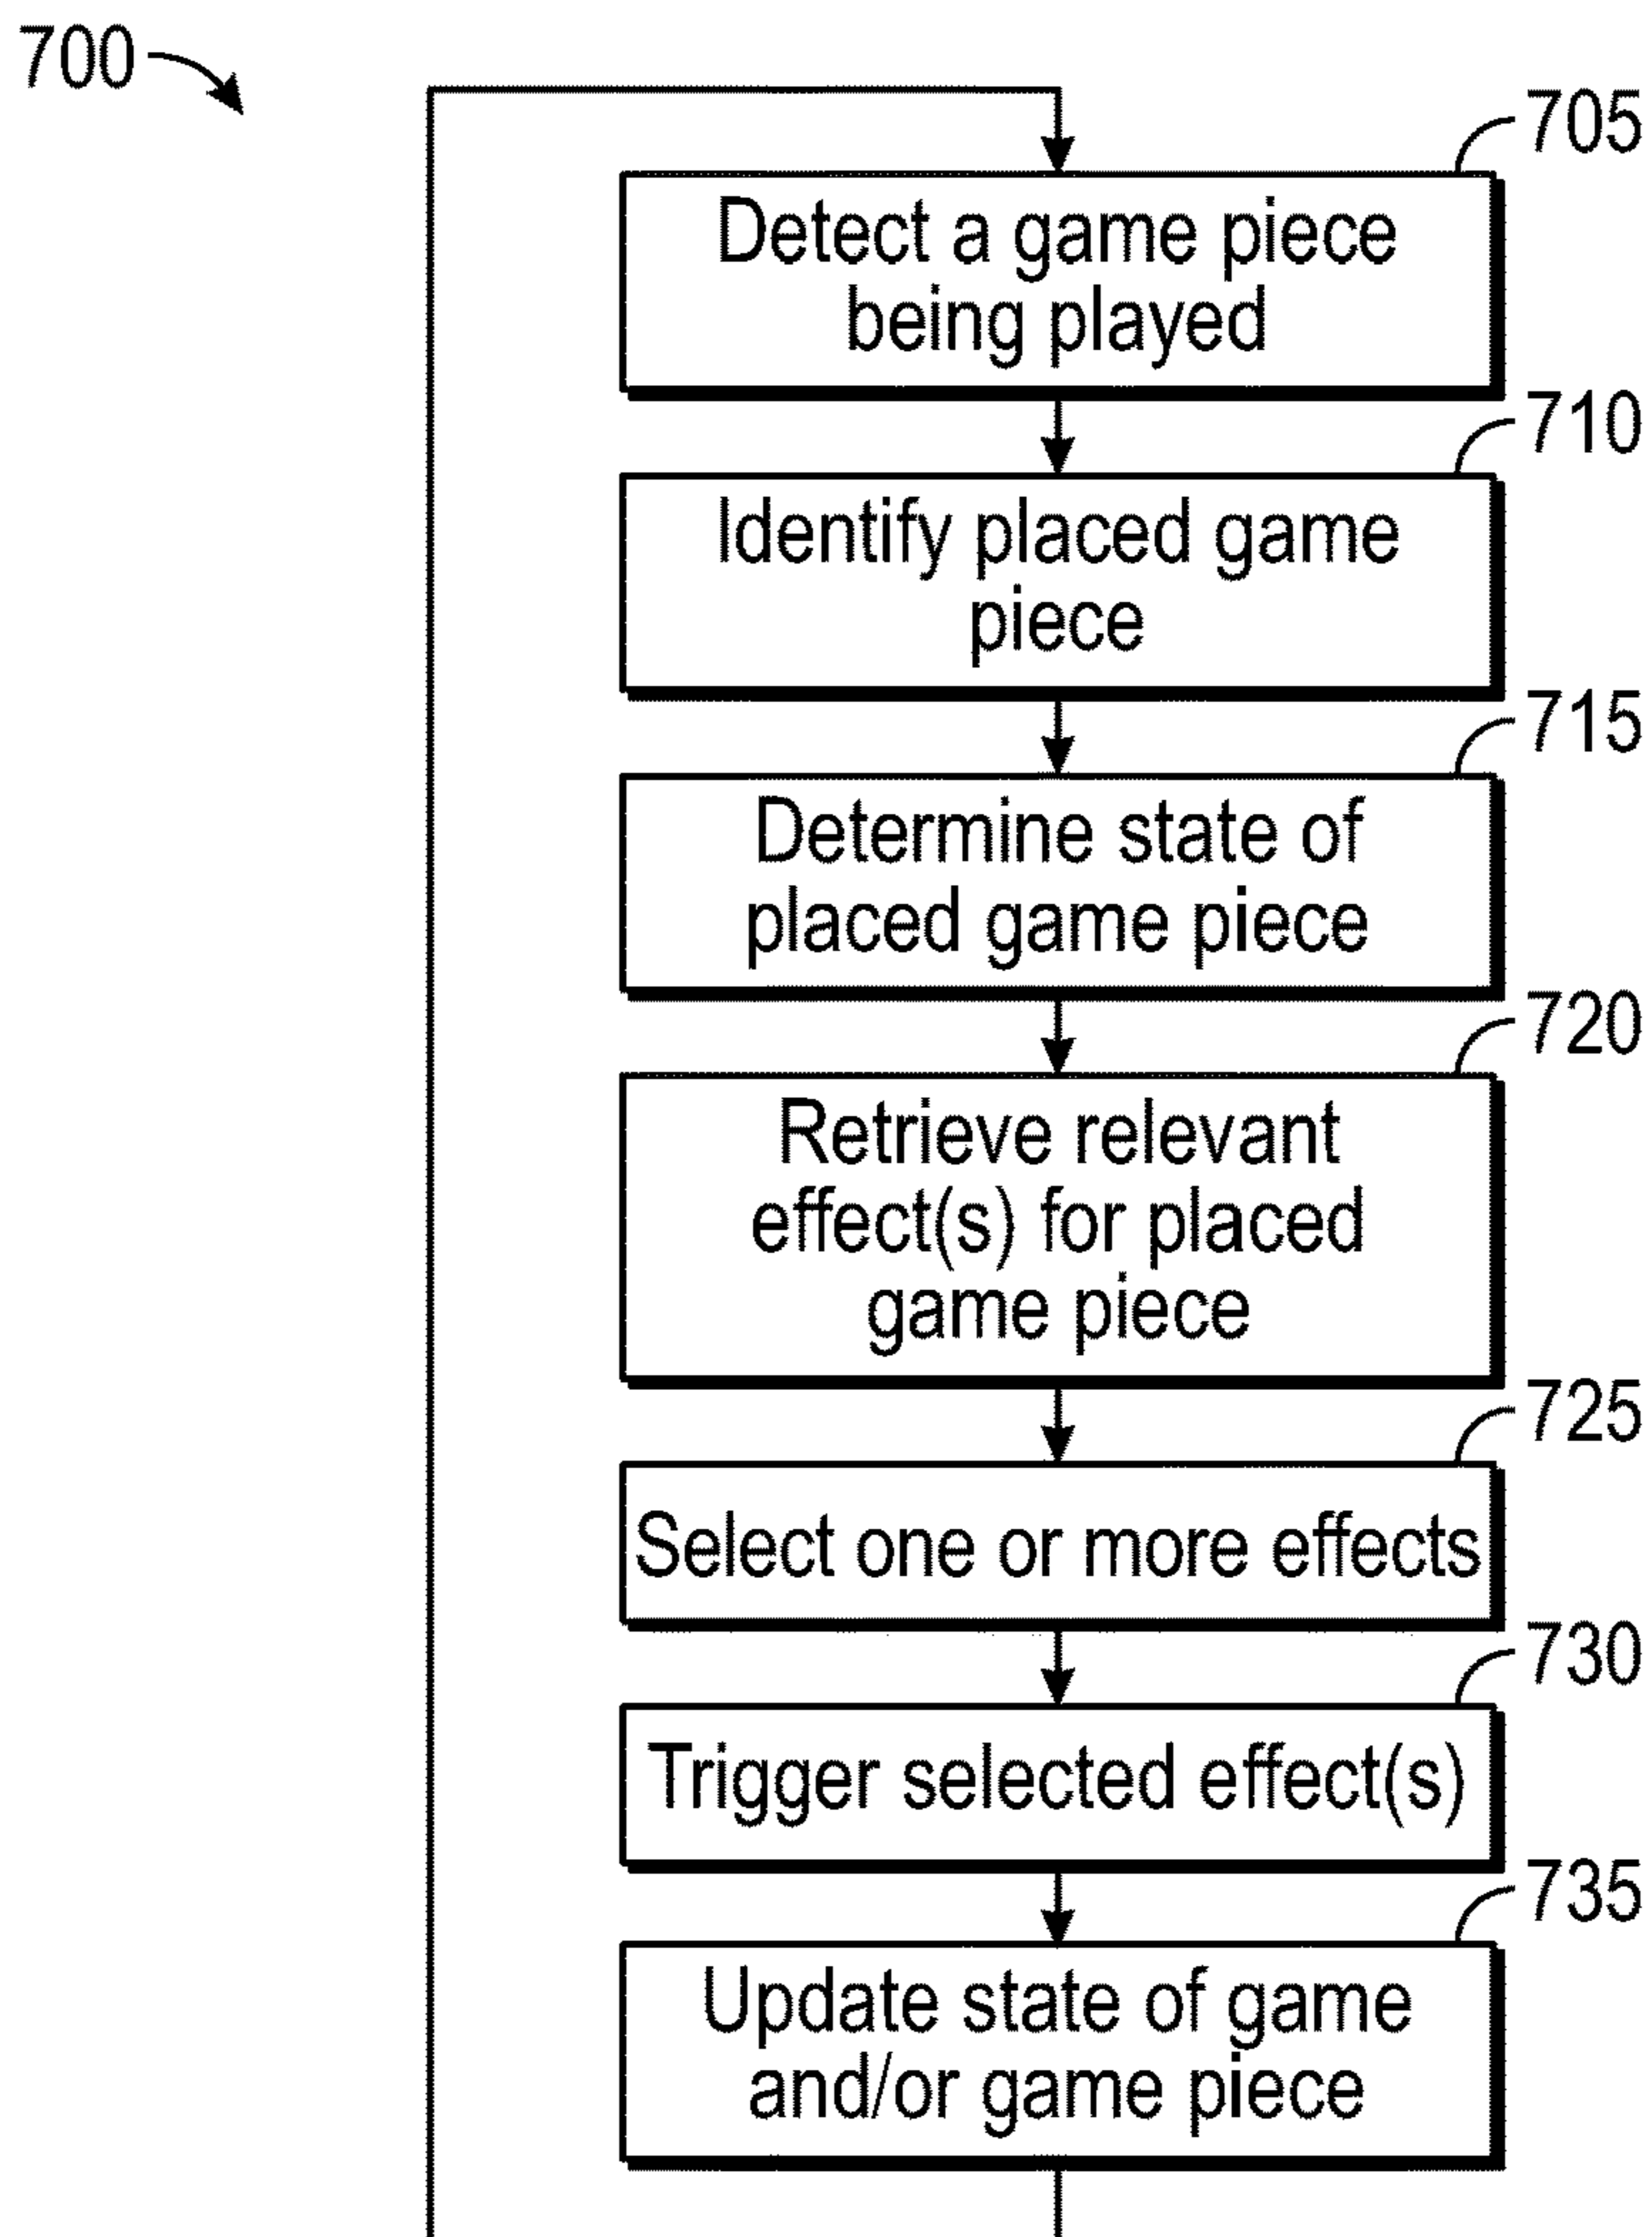 700
705
Detect a game piece
being played
710
Identify placed game
piece
715
Determine state of
placed game piece
720
Retrieve relevant
effect(s) for placed
game piece
725
Select one or more effects
730
Trigger selected effect(s)
735
Update state of game
and/or game piece